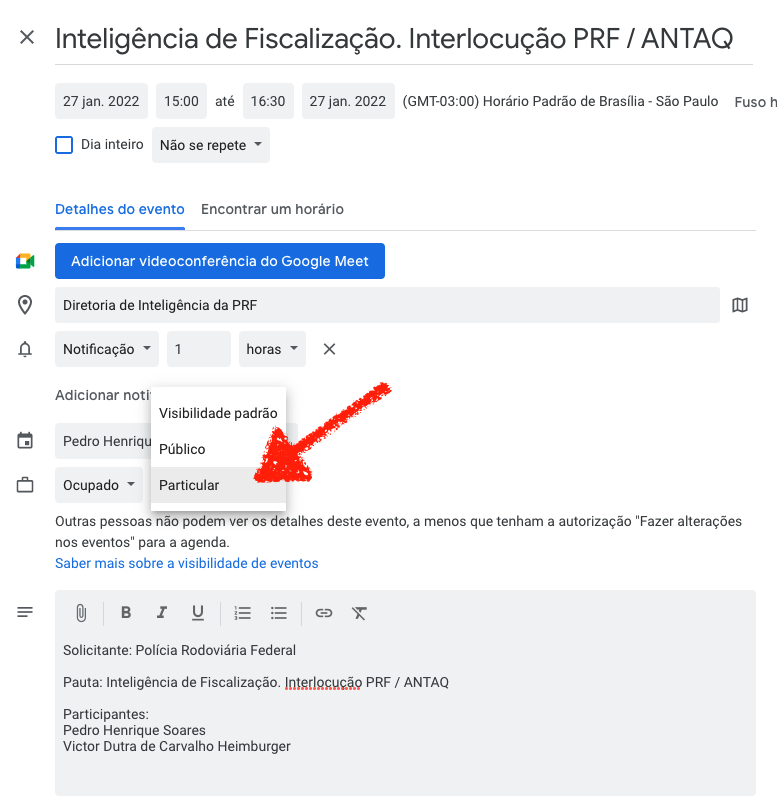 Inteligência de Fiscalização. Interlocução PRF / ANTAQ
27 jan. 2022 15:00 até 16:30 27 jan. 2022 (GMT-03:00) Horário Padrão de Brasília - São Paulo Fuso h
Dia inteiro Não se repete
Detalhes do evento Encontrar um horário
Adicionar videoconferência do Google Meet
Diretoria de Inteligência da PRF
Notificação 1 horas
Adicionar noti
Visibilidade padrão
Pedro Henriqu
Público
Ocupado
Particular
Outras pessoas não podem ver os detalhes deste evento, a menos que tenham a autorização "Fazer alterações
nos eventos" para a agenda.
Saber mais sobre a visibilidade de eventos
B I U
Solicitante: Polícia Rodoviária Federal
Pauta: Inteligência de Fiscalização. Interlocução PRF / ANTAQ
Participantes:
Pedro Henrique Soares
Victor Dutra de Carvalho Heimburger